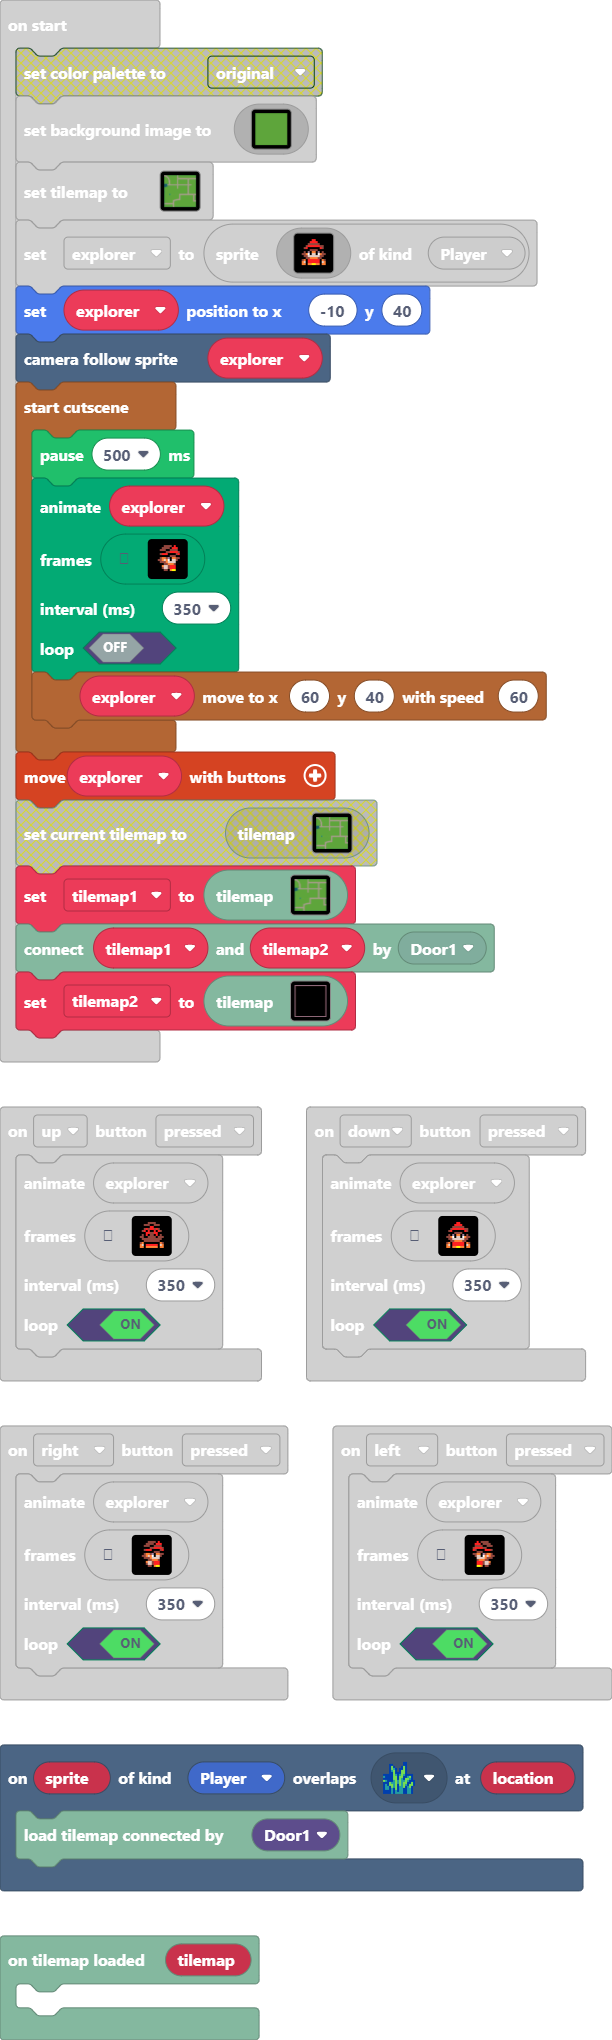 on start
set color palette to original
set background image to
set tilemap to
set explorer to sprite of kind Player
set explorer position to x -10 y 40
camera follow sprite explorer
start cutscene
pause 500 ms
animate explorer
frames
interval (ms) 350
loop OFF
explorer move to x 60 y 40 with speed 60
move explorer with buttons
set current tilemap to tilemap
set tilemap1 to tilemap
connect tilemap1 and tilemap2 by Door1
set tilemap2 to tilemap
on up button pressed
animate explorer
frames
interval (ms) 350
loop ON
on down button pressed
animate explorer
frames
interval (ms) 350
loop ON
on right button pressed
animate explorer
frames
interval (ms) 350
loop ON
on left button pressed
animate explorer
frames
interval (ms) 350
loop ON
on sprite of kind Player overlaps at location
load tilemap connected by Door1
on tilemap loaded tilemap